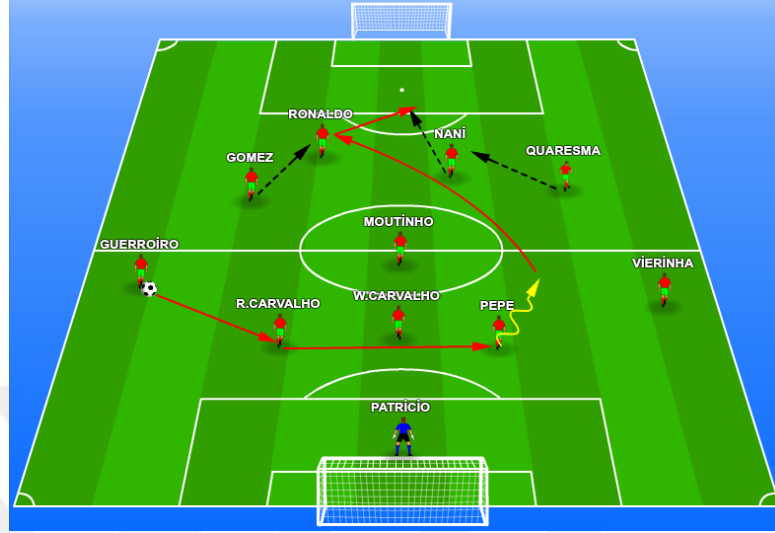 RONALDO
NANİ
GOMEZ
QUARESMA
MOUTİNHO
GUERROİRO
VİERİNHA
R.CARVALHO
W.CARVALHO
PEPE
PATRİCİO